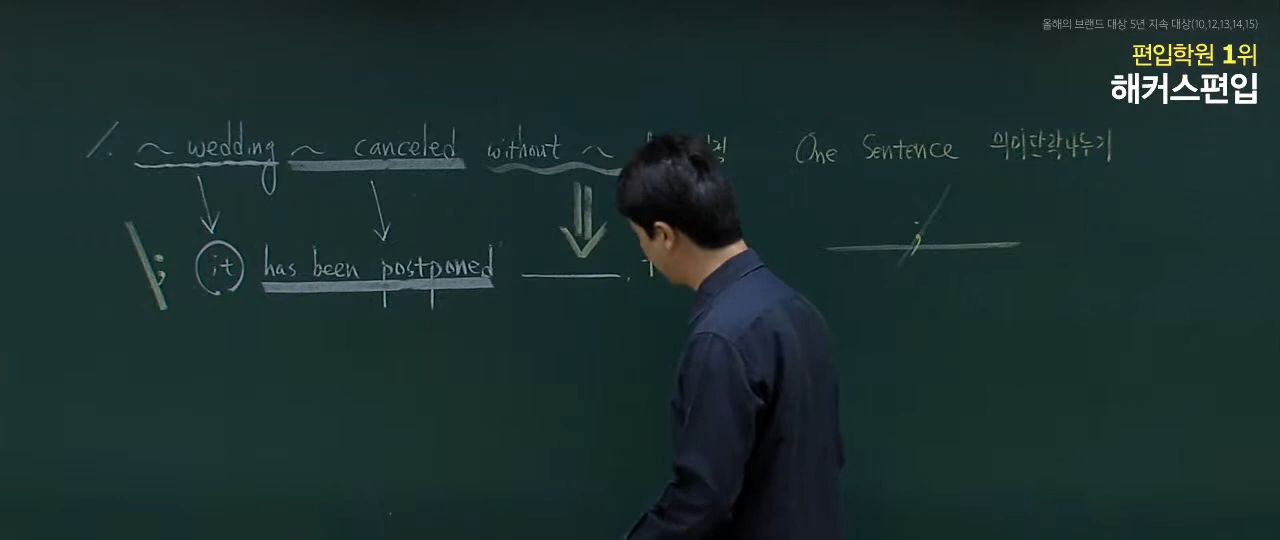 올해의 브랜드 대상 5년 지속 대상(10,12,13,14,15)
편입학원 1위
해커스편입
1. ~ wedding ~ canceled without ~
One Sentence 의미단락나누기
; it has been postponed ______.
;